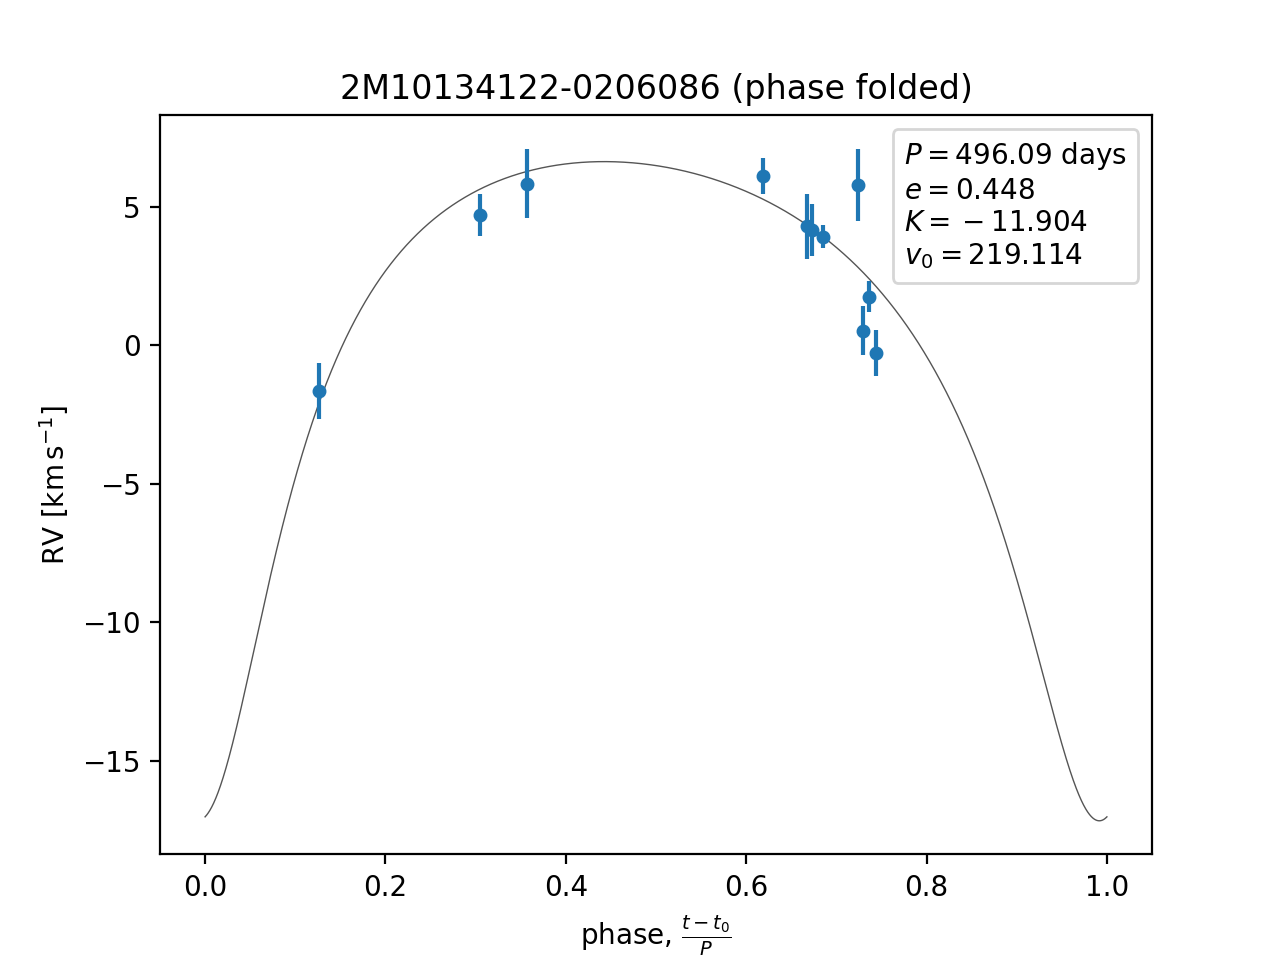 2M10134122-0206086 (phase folded)
P = 496.09 days
e = 0.448
K = −11.904
v₀ = 219.114
5
0
−5
−10
−15
RV [km s⁻¹]
0.0 0.2 0.4 0.6 0.8 1.0
phase, (t − t₀)/P